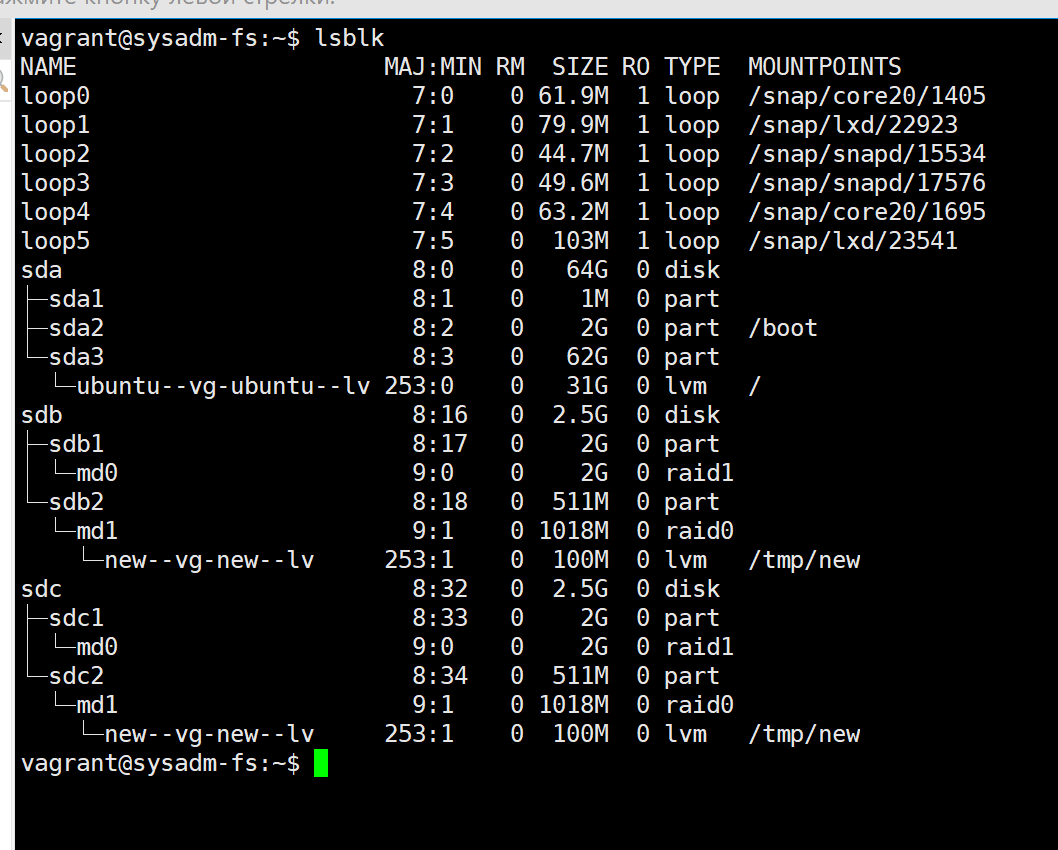 кнопку левой стрелки.
vagrant@sysadm-fs:~$ lsblk
NAME                      MAJ:MIN RM  SIZE RO TYPE  MOUNTPOINTS
loop0                       7:0    0 61.9M  1 loop  /snap/core20/1405
loop1                       7:1    0 79.9M  1 loop  /snap/lxd/22923
loop2                       7:2    0 44.7M  1 loop  /snap/snapd/15534
loop3                       7:3    0 49.6M  1 loop  /snap/snapd/17576
loop4                       7:4    0 63.2M  1 loop  /snap/core20/1695
loop5                       7:5    0  103M  1 loop  /snap/lxd/23541
sda                         8:0    0   64G  0 disk
├─sda1                      8:1    0    1M  0 part
├─sda2                      8:2    0    2G  0 part  /boot
└─sda3                      8:3    0   62G  0 part
  └─ubuntu--vg-ubuntu--lv 253:0    0   31G  0 lvm   /
sdb                         8:16   0  2.5G  0 disk
├─sdb1                      8:17   0    2G  0 part
│ └─md0                     9:0    0    2G  0 raid1
└─sdb2                      8:18   0  511M  0 part
  └─md1                     9:1    0 1018M  0 raid0
    └─new--vg-new--lv     253:1    0  100M  0 lvm   /tmp/new
sdc                         8:32   0  2.5G  0 disk
├─sdc1                      8:33   0    2G  0 part
│ └─md0                     9:0    0    2G  0 raid1
└─sdc2                      8:34   0  511M  0 part
  └─md1                     9:1    0 1018M  0 raid0
    └─new--vg-new--lv     253:1    0  100M  0 lvm   /tmp/new
vagrant@sysadm-fs:~$